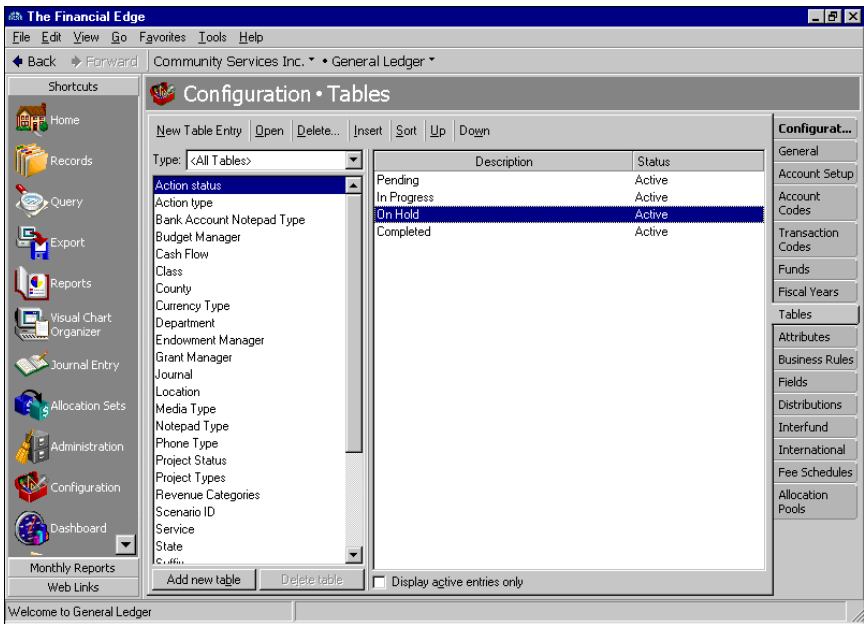 The Financial Edge
File Edit View Go Favorites Tools Help
Back Forward Community Services Inc. • General Ledger
Shortcuts
Home
Records
Query
Export
Reports
Visual Chart
Organizer
Journal Entry
Allocation Sets
Administration
Configuration
Dashboard
Monthly Reports
Web Links
Configuration • Tables
New Table Entry Open Delete... Insert Sort Up Down
Type: <All Tables>
Action status
Action type
Bank Account Notepad Type
Budget Manager
Cash Flow
Class
County
Currency Type
Department
Endowment Manager
Grant Manager
Journal
Location
Media Type
Notepad Type
Phone Type
Project Status
Project Types
Revenue Categories
Scenario ID
Service
State
Add new table Delete table
Description Status
Pending Active
In Progress Active
On Hold Active
Completed Active
Display active entries only
Configurat...
General
Account Setup
Account
Codes
Transaction
Codes
Funds
Fiscal Years
Tables
Attributes
Business Rules
Fields
Distributions
Interfund
International
Fee Schedules
Allocation
Pools
Welcome to General Ledger